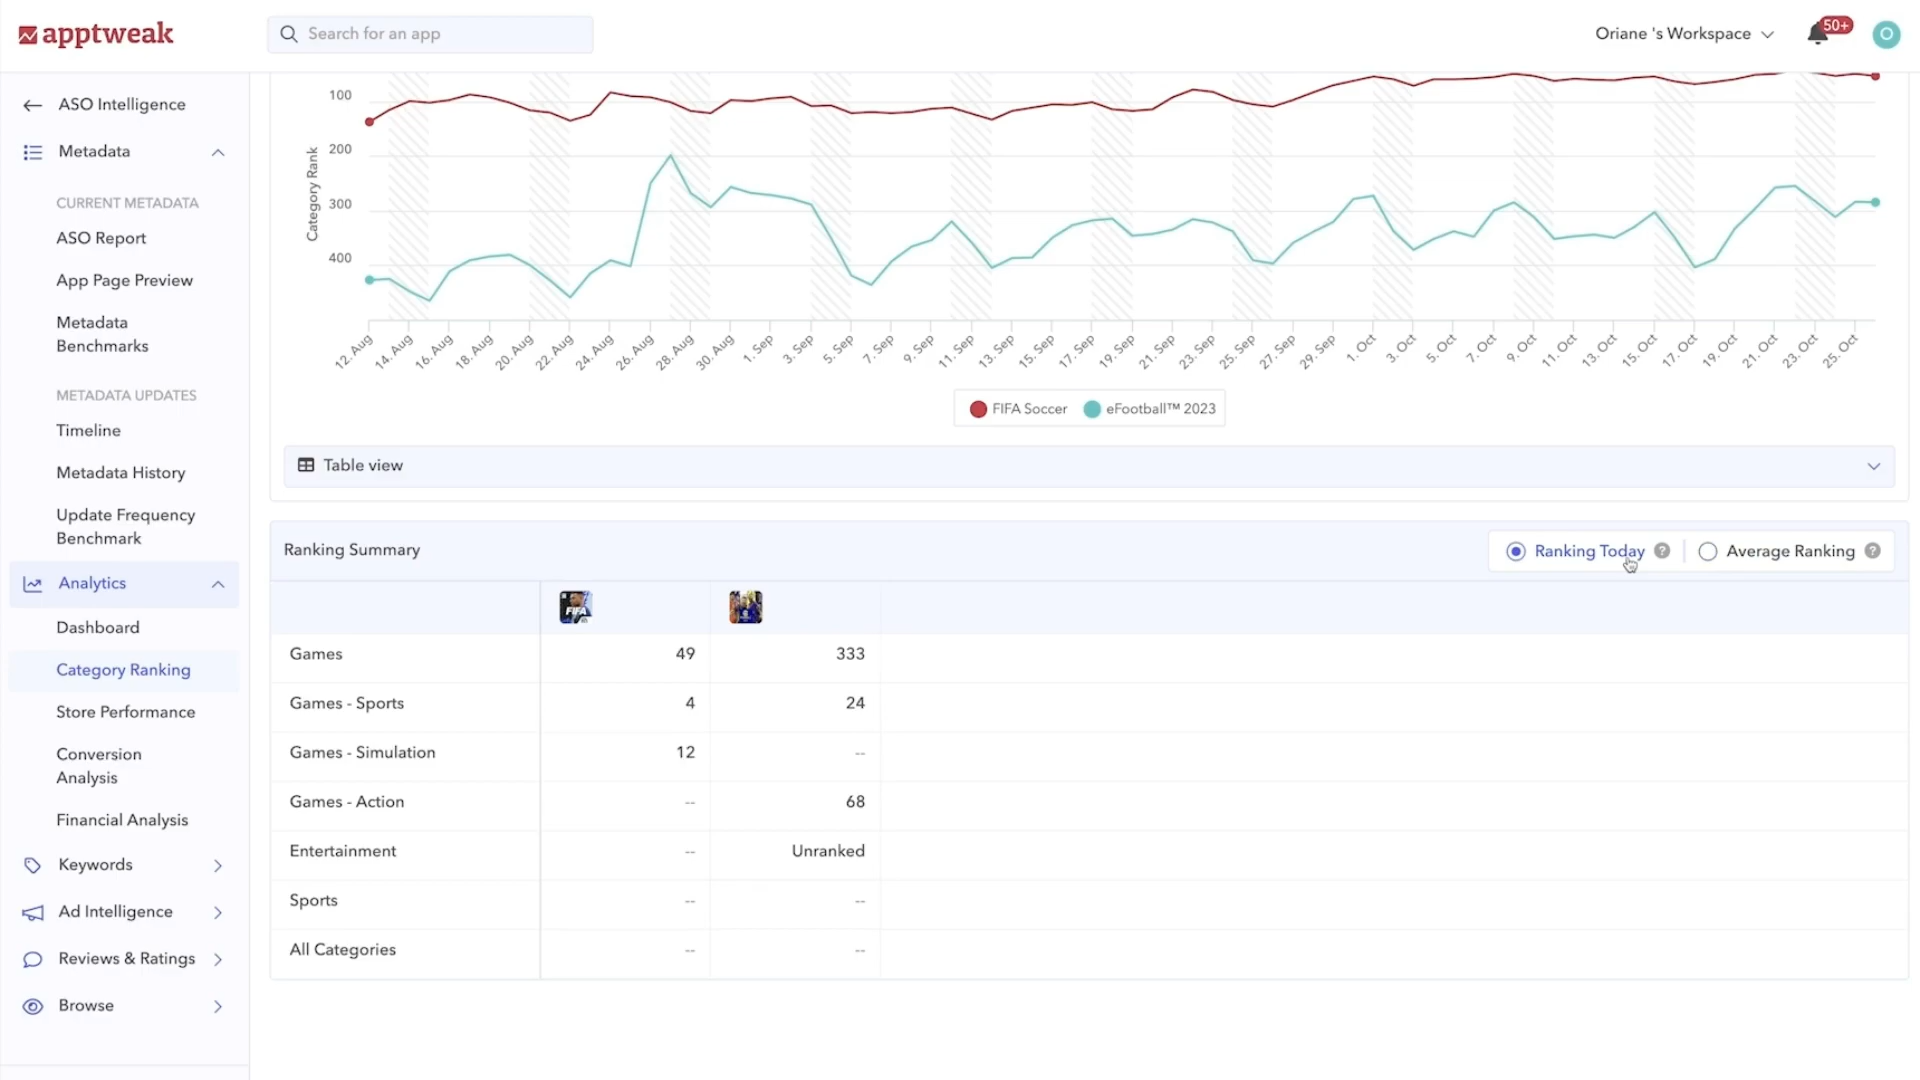 apptweak
Search for an app
Oriane 's Workspace
50+
O
ASO Intelligence
Metadata
CURRENT METADATA
ASO Report
App Page Preview
Metadata
Benchmarks
METADATA UPDATES
Timeline
Metadata History
Update Frequency
Benchmark
Analytics
Dashboard
Category Ranking
Store Performance
Conversion
Analysis
Financial Analysis
Keywords
Ad Intelligence
Reviews & Ratings
Browse
Category Rank
100
200
300
400
12. Aug 14. Aug 16. Aug 18. Aug 20. Aug 22. Aug 24. Aug 26. Aug 28. Aug 30. Aug 1. Sep 3. Sep 5. Sep 7. Sep 9. Sep 11. Sep 13. Sep 15. Sep 17. Sep 19. Sep 21. Sep 23. Sep 25. Sep 27. Sep 29. Sep 1. Oct 3. Oct 5. Oct 7. Oct 9. Oct 11. Oct 13. Oct 15. Oct 17. Oct 19. Oct 21. Oct 23. Oct 25. Oct
FIFA Soccer eFootball™ 2023
Table view
Ranking Summary
Ranking Today ? Average Ranking ?
FIFA
Games 49 333
Games - Sports 4 24
Games - Simulation 12 --
Games - Action -- 68
Entertainment -- Unranked
Sports -- --
All Categories -- --